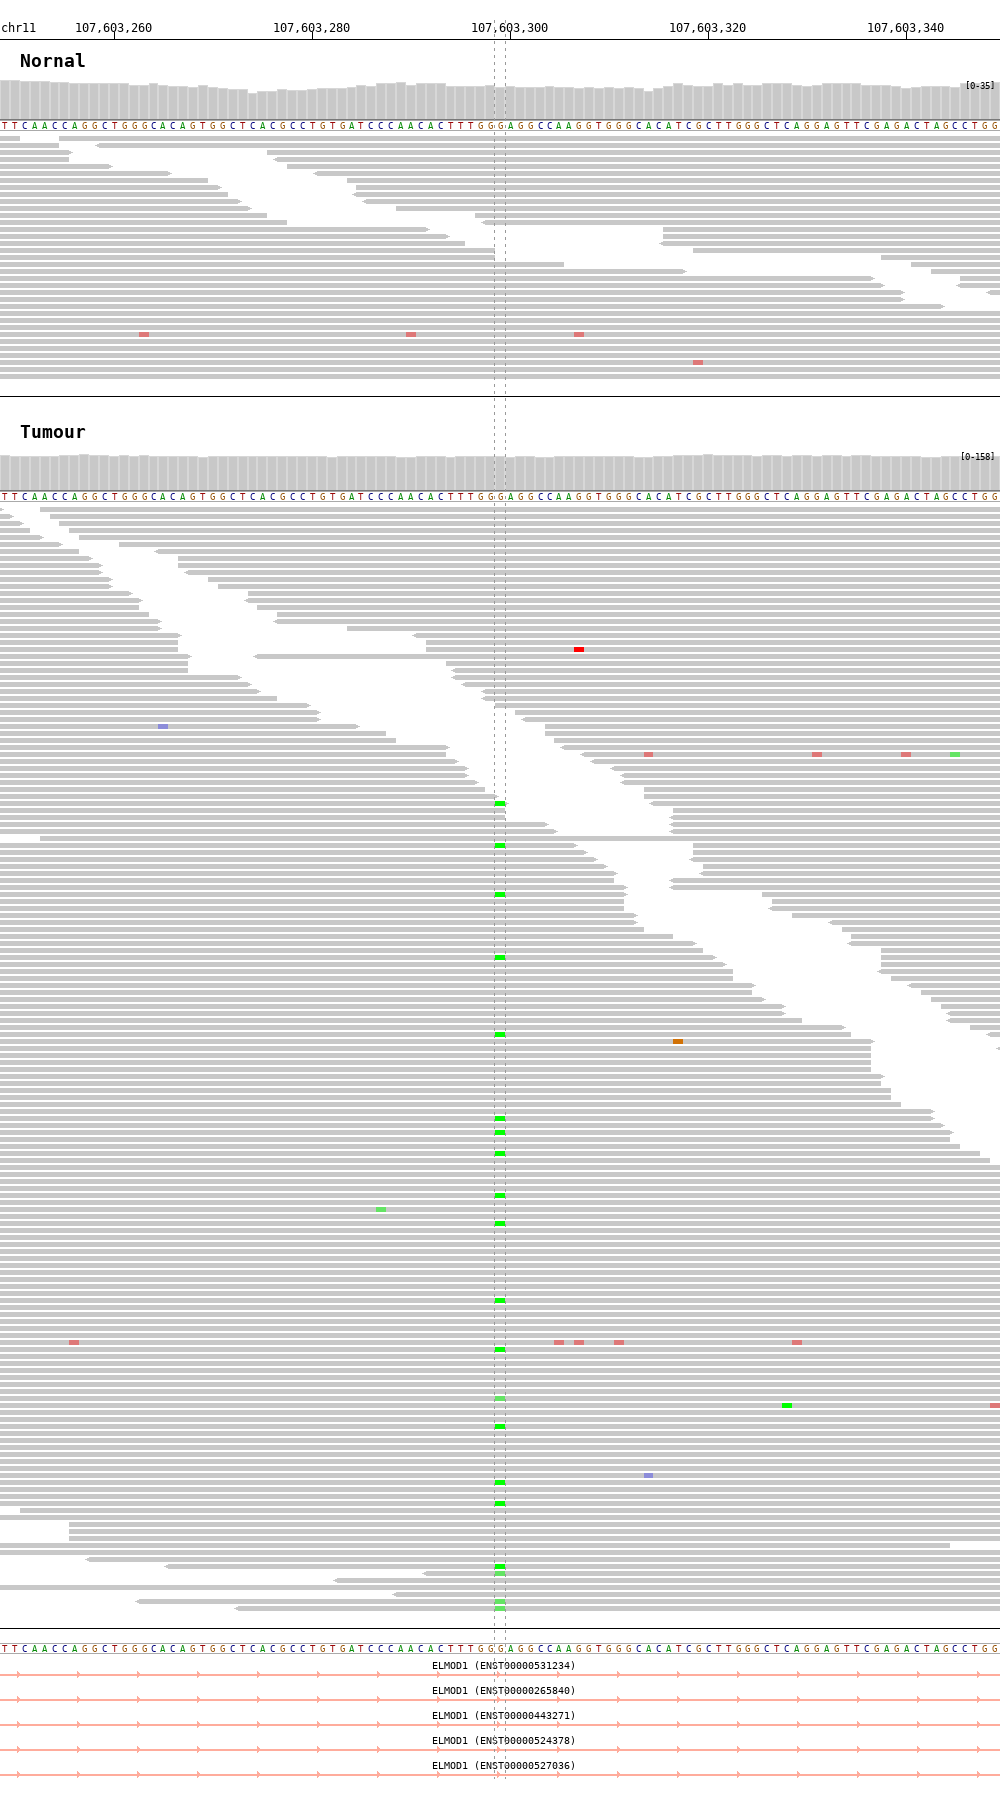 chr11 107,603,260 107,603,280 107,603,300 107,603,320 107,603,340
Nornal
[0-35]
TTCAACCAGGCTGGGCACAGTGGCTCACGCCTGTGATCCCAACACTTTGGGAGGCCAAGGTGGGCACATCGCTTGGGCTCAGGAGTTCGAGACTAGCCTGG
Tumour
[0-158]
TTCAACCAGGCTGGGCACAGTGGCTCACGCCTGTGATCCCAACACTTTGGGAGGCCAAGGTGGGCACATCGCTTGGGCTCAGGAGTTCGAGACTAGCCTGG
TTCAACCAGGCTGGGCACAGTGGCTCACGCCTGTGATCCCAACACTTTGGGAGGCCAAGGTGGGCACATCGCTTGGGCTCAGGAGTTCGAGACTAGCCTGG
ELMOD1 (ENST00000531234)
ELMOD1 (ENST00000265840)
ELMOD1 (ENST00000443271)
ELMOD1 (ENST00000524378)
ELMOD1 (ENST00000527036)